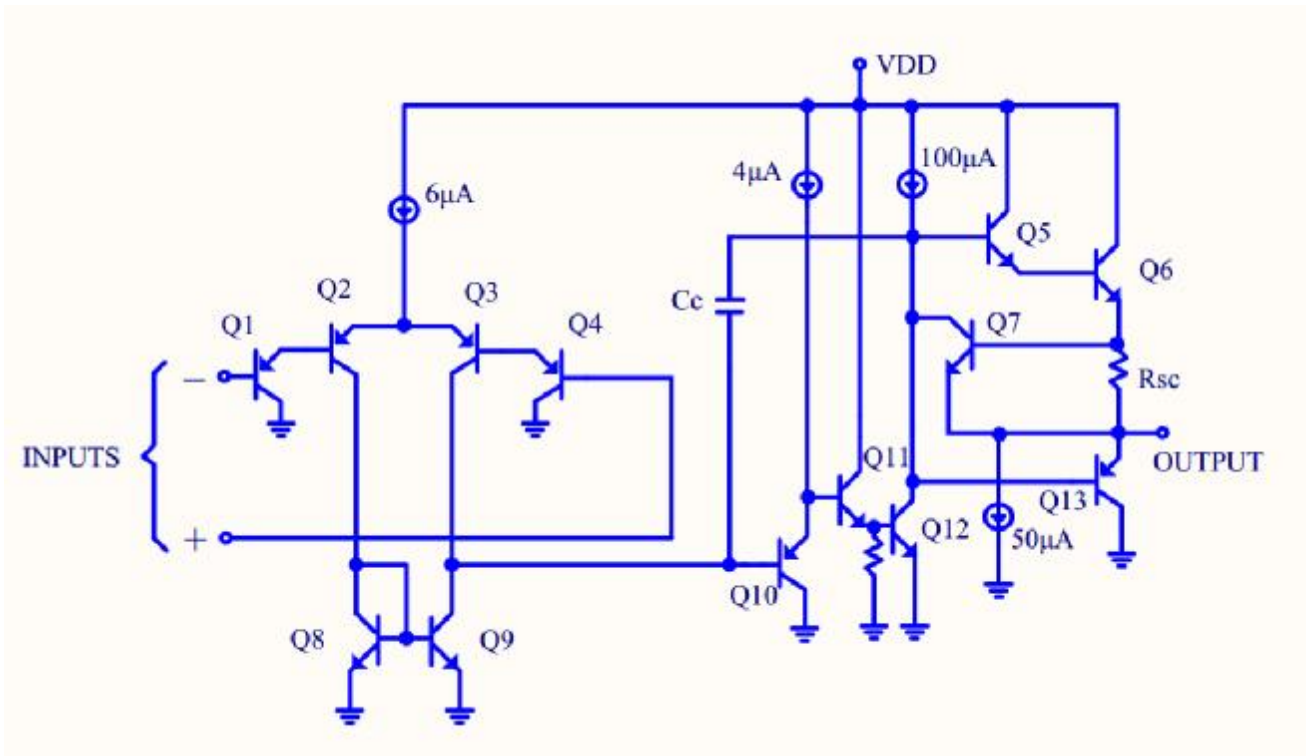 VDD
6μA
4μA
100μA
Q5
Q6
Q2
Q3
Q1
Q4
Cc
Q7
−
Rsc
INPUTS
Q11
OUTPUT
+
Q12
Q13
50μA
Q10
Q8
Q9